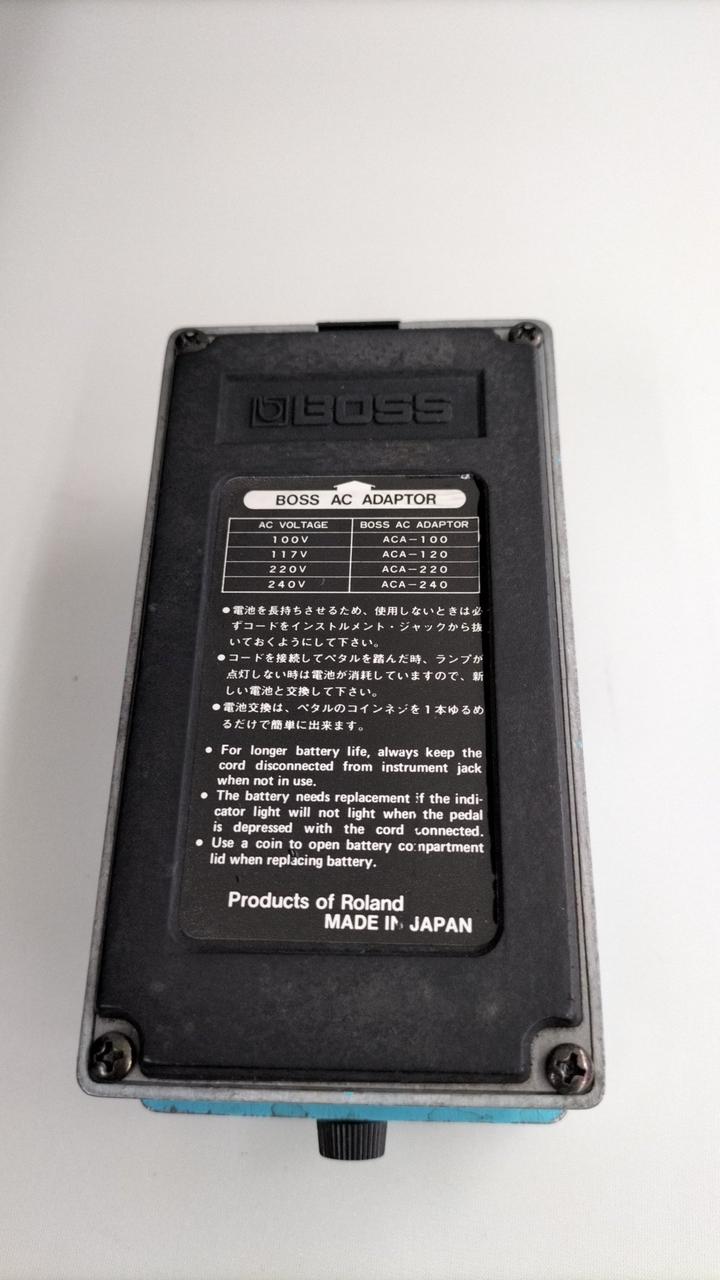 BOSS
BOSS AC ADAPTOR
AC VOLTAGE BOSS AC ADAPTOR
100V ACA-100
117V ACA-120
220V ACA-220
240V ACA-240
●電池を長持ちさせるため、使用しないときは必
ずコードをインストルメント・ジャックから抜
いておくようにして下さい。
●コードを接続してペタルを踏んだ時、ランプが
点灯しない時は電池が消耗していますので、新
しい電池と交換して下さい。
●電池交換は、ペタルのコインネジを1本ゆるめ
るだけで簡単に出来ます。
● For longer battery life, always keep the
cord disconnected from instrument jack
when not in use.
● The battery needs replacement if the indi-
cator light will not light when the pedal
is depressed with the cord connected.
● Use a coin to open battery compartment
lid when replacing battery.
Products of Roland
MADE IN JAPAN